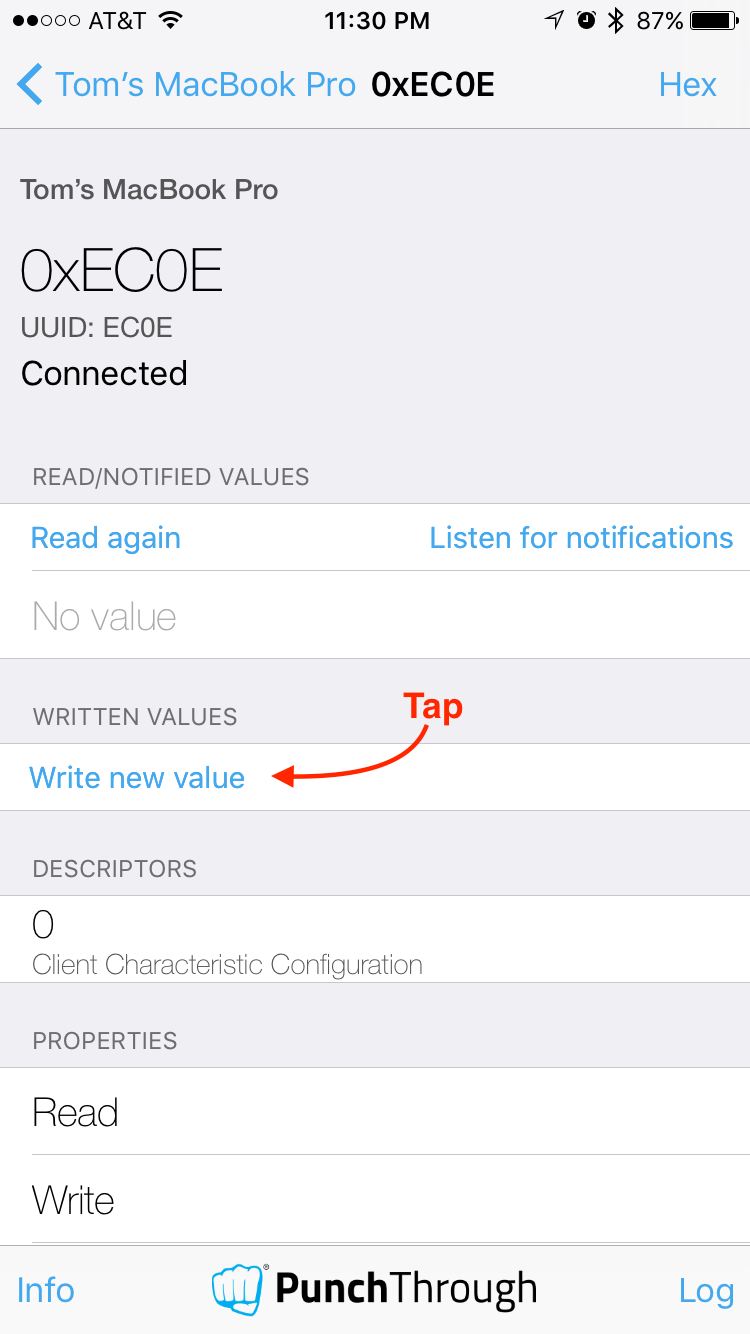 AT&T 11:30 PM 87%
Tom’s MacBook Pro 0xEC0E Hex
Tom’s MacBook Pro
0xEC0E
UUID: EC0E
Connected
READ/NOTIFIED VALUES
Read again Listen for notifications
No value
WRITTEN VALUES
Tap
Write new value
DESCRIPTORS
0
Client Characteristic Configuration
PROPERTIES
Read
Write
Info ® PunchThrough Log